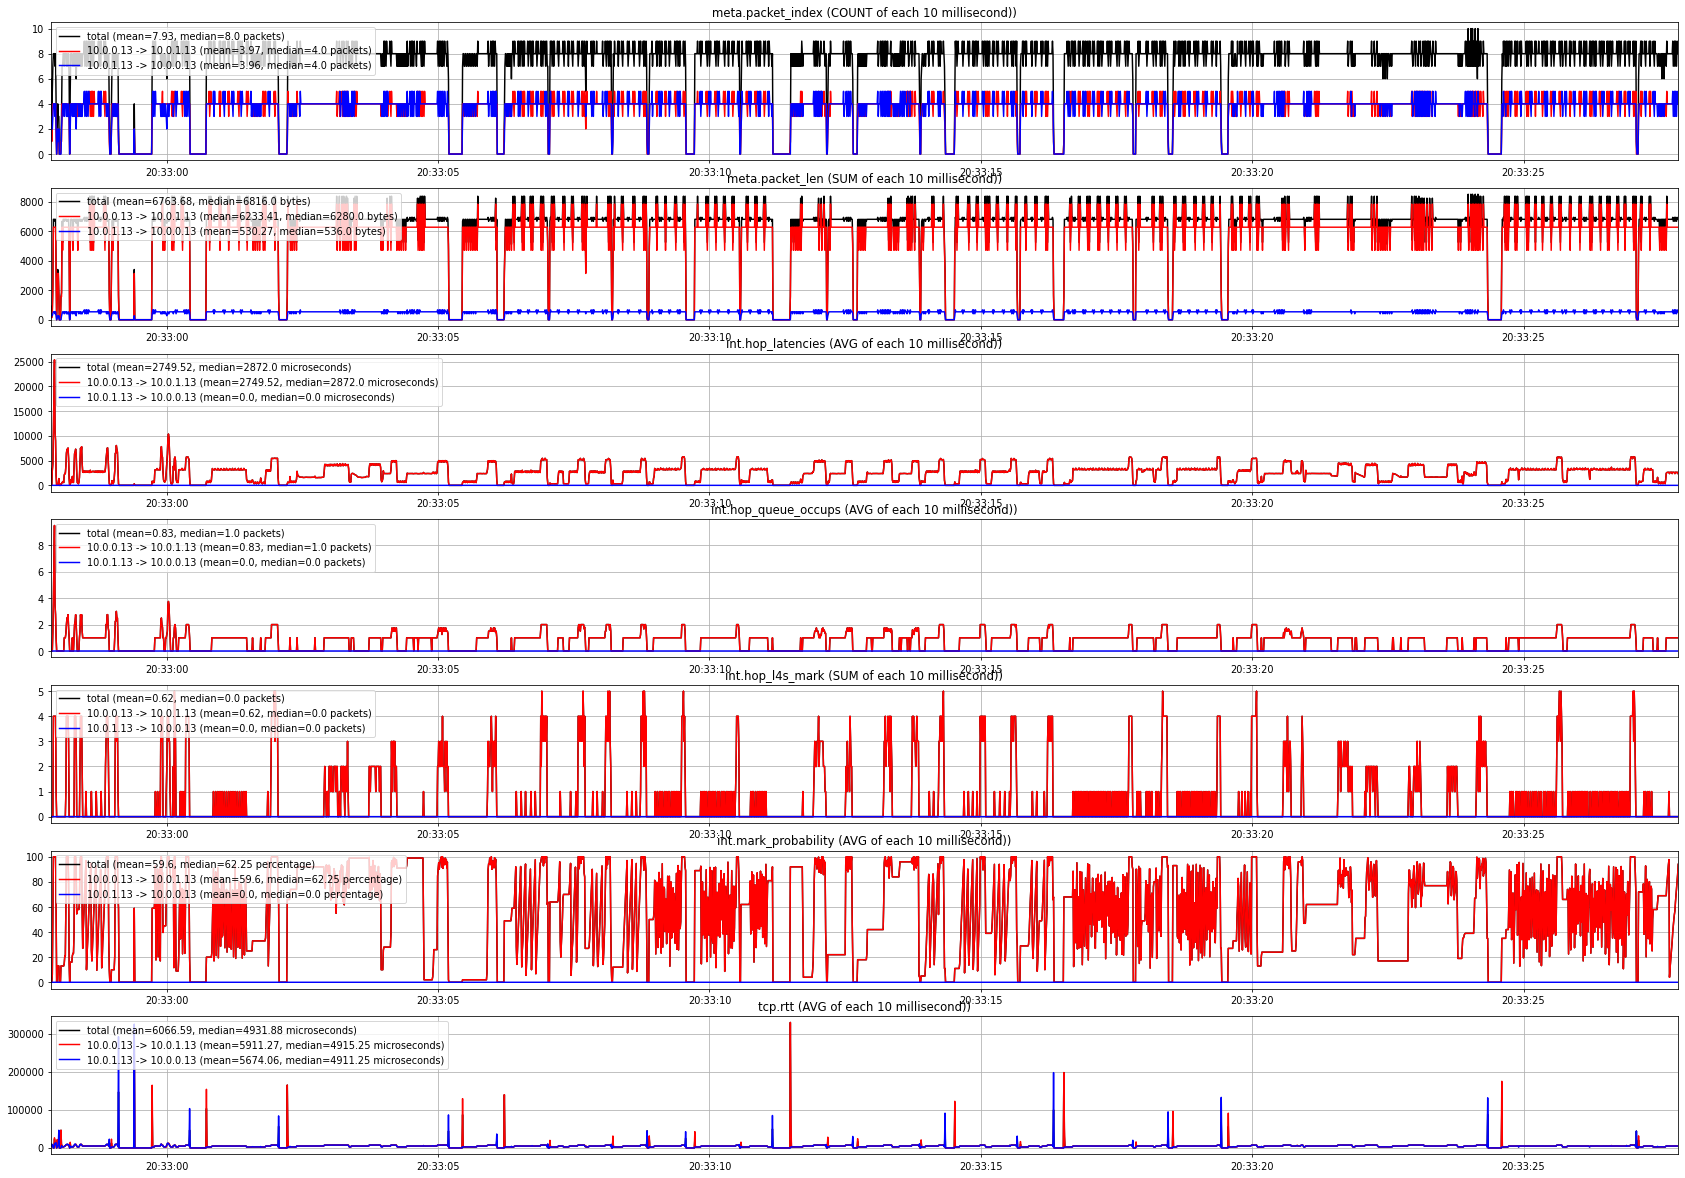 meta.packet_index (COUNT of each 10 millisecond))
10
8
6
4
2
0
total (mean=7.93, median=8.0 packets)
10.0.0.13 -> 10.0.1.13 (mean=3.97, median=4.0 packets)
10.0.1.13 -> 10.0.0.13 (mean=3.96, median=4.0 packets)
20:33:00 20:33:05 20:33:10 20:33:15 20:33:20 20:33:25
meta.packet_len (SUM of each 10 millisecond))
8000
6000
4000
2000
0
total (mean=6763.68, median=6816.0 bytes)
10.0.0.13 -> 10.0.1.13 (mean=6233.41, median=6280.0 bytes)
10.0.1.13 -> 10.0.0.13 (mean=530.27, median=536.0 bytes)
20:33:00 20:33:05 20:33:10 20:33:15 20:33:20 20:33:25
int.hop_latencies (AVG of each 10 millisecond))
25000
20000
15000
10000
5000
0
total (mean=2749.52, median=2872.0 microseconds)
10.0.0.13 -> 10.0.1.13 (mean=2749.52, median=2872.0 microseconds)
10.0.1.13 -> 10.0.0.13 (mean=0.0, median=0.0 microseconds)
20:33:00 20:33:05 20:33:10 20:33:15 20:33:20 20:33:25
int.hop_queue_occups (AVG of each 10 millisecond))
8
6
4
2
0
total (mean=0.83, median=1.0 packets)
10.0.0.13 -> 10.0.1.13 (mean=0.83, median=1.0 packets)
10.0.1.13 -> 10.0.0.13 (mean=0.0, median=0.0 packets)
20:33:00 20:33:05 20:33:10 20:33:15 20:33:20 20:33:25
int.hop_l4s_mark (SUM of each 10 millisecond))
5
4
3
2
1
0
total (mean=0.62, median=0.0 packets)
10.0.0.13 -> 10.0.1.13 (mean=0.62, median=0.0 packets)
10.0.1.13 -> 10.0.0.13 (mean=0.0, median=0.0 packets)
20:33:00 20:33:05 20:33:10 20:33:15 20:33:20 20:33:25
int.mark_probability (AVG of each 10 millisecond))
100
80
60
40
20
0
total (mean=59.6, median=62.25 percentage)
10.0.0.13 -> 10.0.1.13 (mean=59.6, median=62.25 percentage)
10.0.1.13 -> 10.0.0.13 (mean=0.0, median=0.0 percentage)
20:33:00 20:33:05 20:33:10 20:33:15 20:33:20 20:33:25
tcp.rtt (AVG of each 10 millisecond))
300000
200000
100000
0
total (mean=6066.59, median=4931.88 microseconds)
10.0.0.13 -> 10.0.1.13 (mean=5911.27, median=4915.25 microseconds)
10.0.1.13 -> 10.0.0.13 (mean=5674.06, median=4911.25 microseconds)
20:33:00 20:33:05 20:33:10 20:33:15 20:33:20 20:33:25